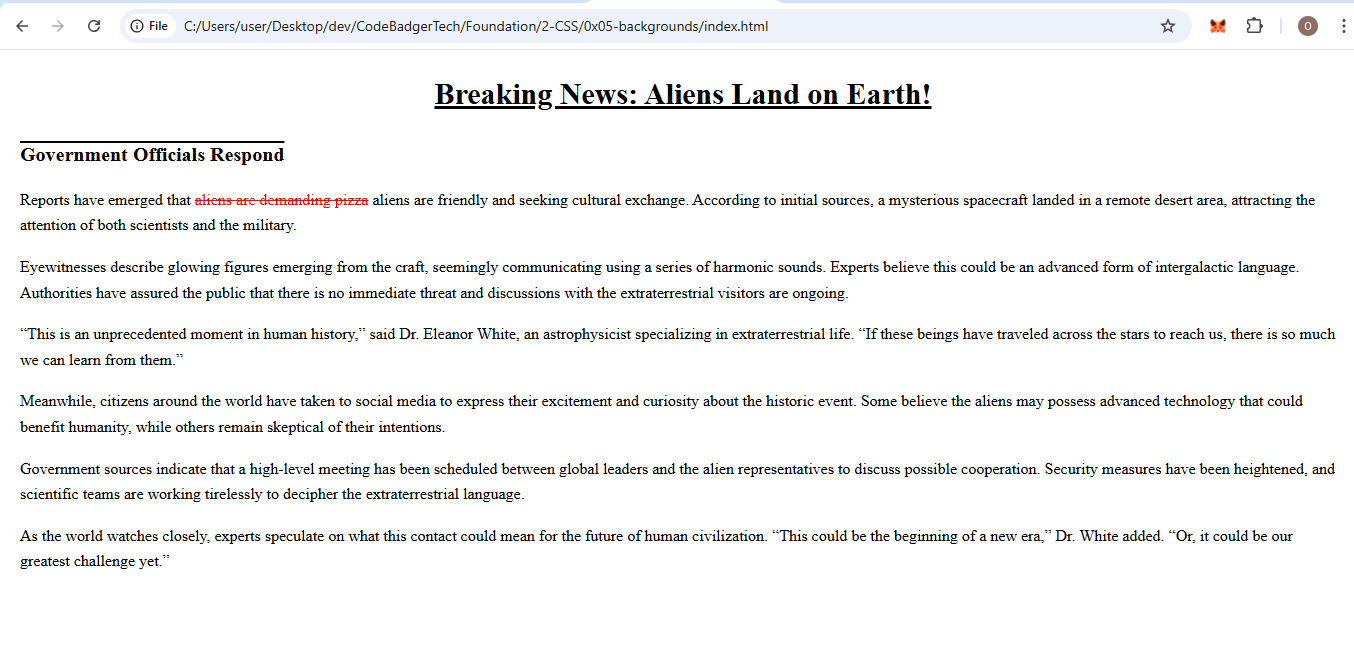 File C:/Users/user/Desktop/dev/CodeBadgerTech/Foundation/2-CSS/0x05-backgrounds/index.html
O
Breaking News: Aliens Land on Earth!
Government Officials Respond
Reports have emerged that aliens are demanding pizza aliens are friendly and seeking cultural exchange. According to initial sources, a mysterious spacecraft landed in a remote desert area, attracting the
attention of both scientists and the military.
Eyewitnesses describe glowing figures emerging from the craft, seemingly communicating using a series of harmonic sounds. Experts believe this could be an advanced form of intergalactic language.
Authorities have assured the public that there is no immediate threat and discussions with the extraterrestrial visitors are ongoing.
“This is an unprecedented moment in human history,” said Dr. Eleanor White, an astrophysicist specializing in extraterrestrial life. “If these beings have traveled across the stars to reach us, there is so much
we can learn from them.”
Meanwhile, citizens around the world have taken to social media to express their excitement and curiosity about the historic event. Some believe the aliens may possess advanced technology that could
benefit humanity, while others remain skeptical of their intentions.
Government sources indicate that a high-level meeting has been scheduled between global leaders and the alien representatives to discuss possible cooperation. Security measures have been heightened, and
scientific teams are working tirelessly to decipher the extraterrestrial language.
As the world watches closely, experts speculate on what this contact could mean for the future of human civilization. “This could be the beginning of a new era,” Dr. White added. “Or, it could be our
greatest challenge yet.”